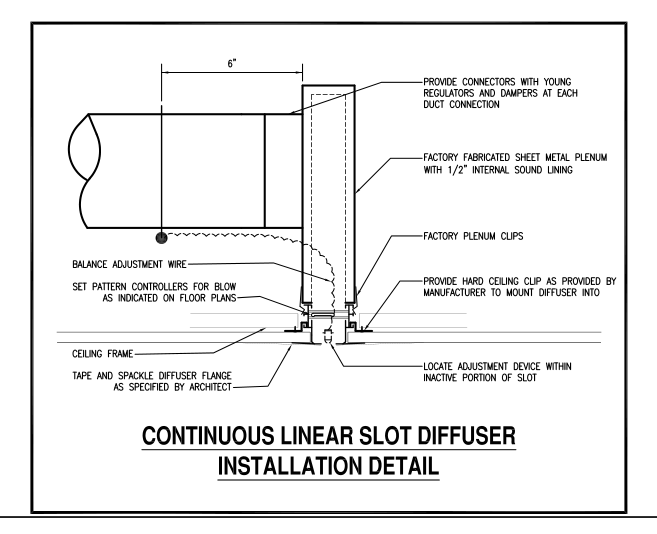 6"
PROVIDE CONNECTORS WITH YOUNG
REGULATORS AND DAMPERS AT EACH
DUCT CONNECTION
FACTORY FABRICATED SHEET METAL PLENUM
WITH 1/2" INTERNAL SOUND LINING
FACTORY PLENUM CLIPS
BALANCE ADJUSTMENT WIRE
SET PATTERN CONTROLLERS FOR BLOW
AS INDICATED ON FLOOR PLANS
PROVIDE HARD CEILING CLIP AS PROVIDED BY
MANUFACTURER TO MOUNT DIFFUSER INTO
CEILING FRAME
TAPE AND SPACKLE DIFFUSER FLANGE
AS SPECIFIED BY ARCHITECT
LOCATE ADJUSTMENT DEVICE WITHIN
INACTIVE PORTION OF SLOT
CONTINUOUS LINEAR SLOT DIFFUSER
INSTALLATION DETAIL